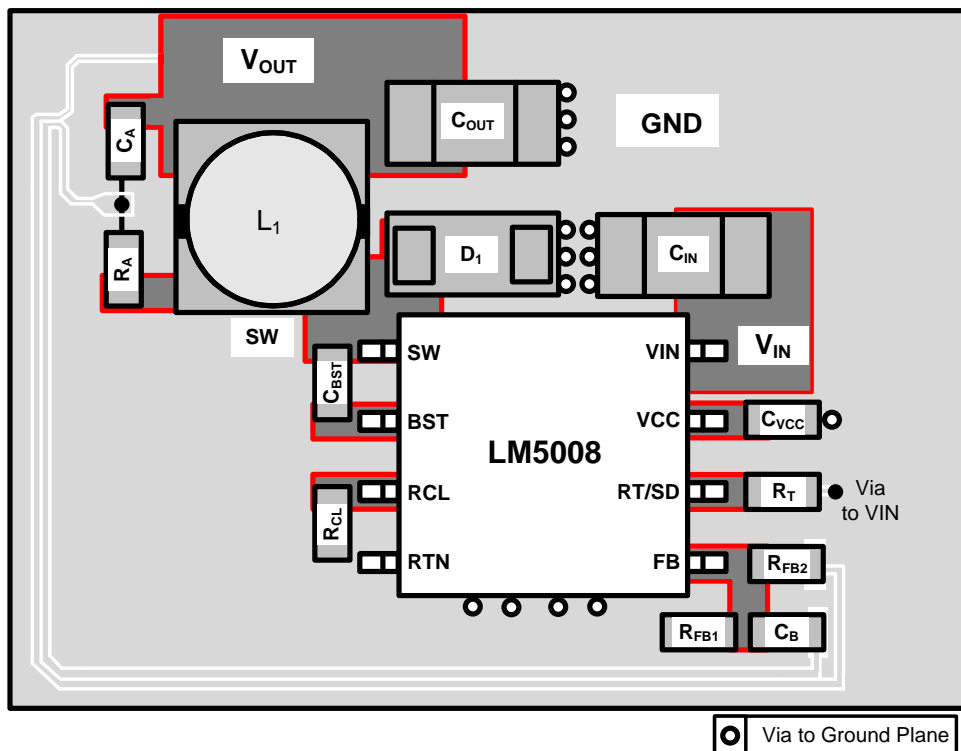 VOUT
COUT
GND
CA
L1
RA
D1
CIN
SW
VIN
CBST
SW
VIN
BST
VCC
CVCC
LM5008
RCL
RCL
RT/SD
RT
Via
to VIN
RTN
FB
RFB2
RFB1
CB
Via to Ground Plane